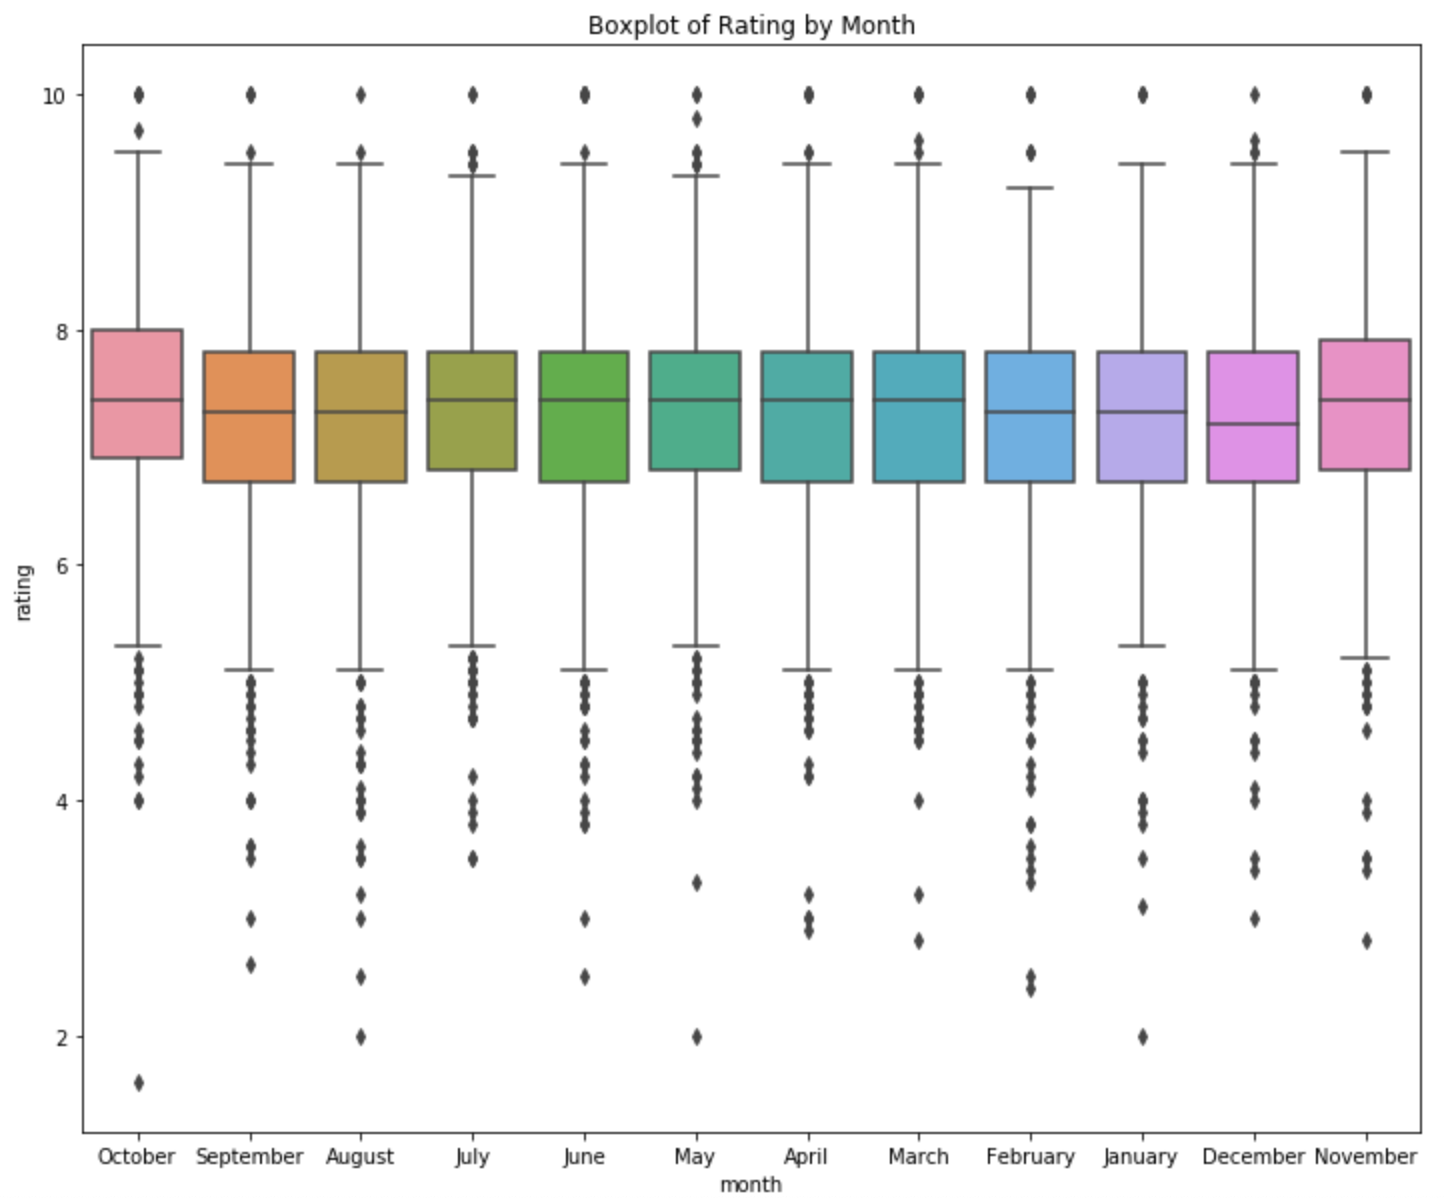 Boxplot of Rating by Month
10
8
6
4
2
rating
October September August July June May April March February January December November
month